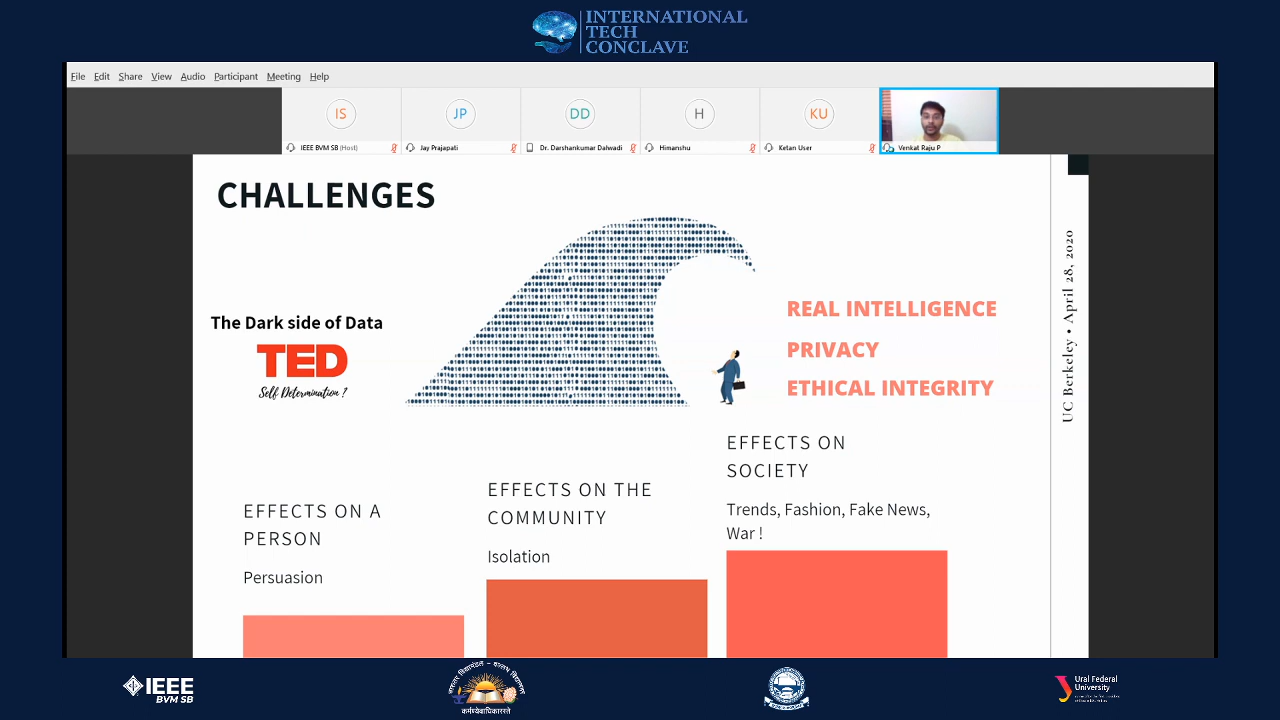 INTERNATIONAL
TECH
CONCLAVE
File Edit Share View Audio Participant Meeting Help
IS JP DD H KU
IEEE BVM SB (Host) Jay Prajapati Dr. Darshankumar Dalwadi Himanshu Ketan User Venkat Raju P
CHALLENGES
The Dark side of Data
TED
Self Determination ?
REAL INTELLIGENCE
PRIVACY
ETHICAL INTEGRITY
UC Berkeley • April 28, 2020
EFFECTS ON A
PERSON
Persuasion
EFFECTS ON THE
COMMUNITY
Isolation
EFFECTS ON
SOCIETY
Trends, Fashion, Fake News,
War !
IEEE
BVM SB
कर्मण्येवाधिकारस्ते
Ural Federal
University